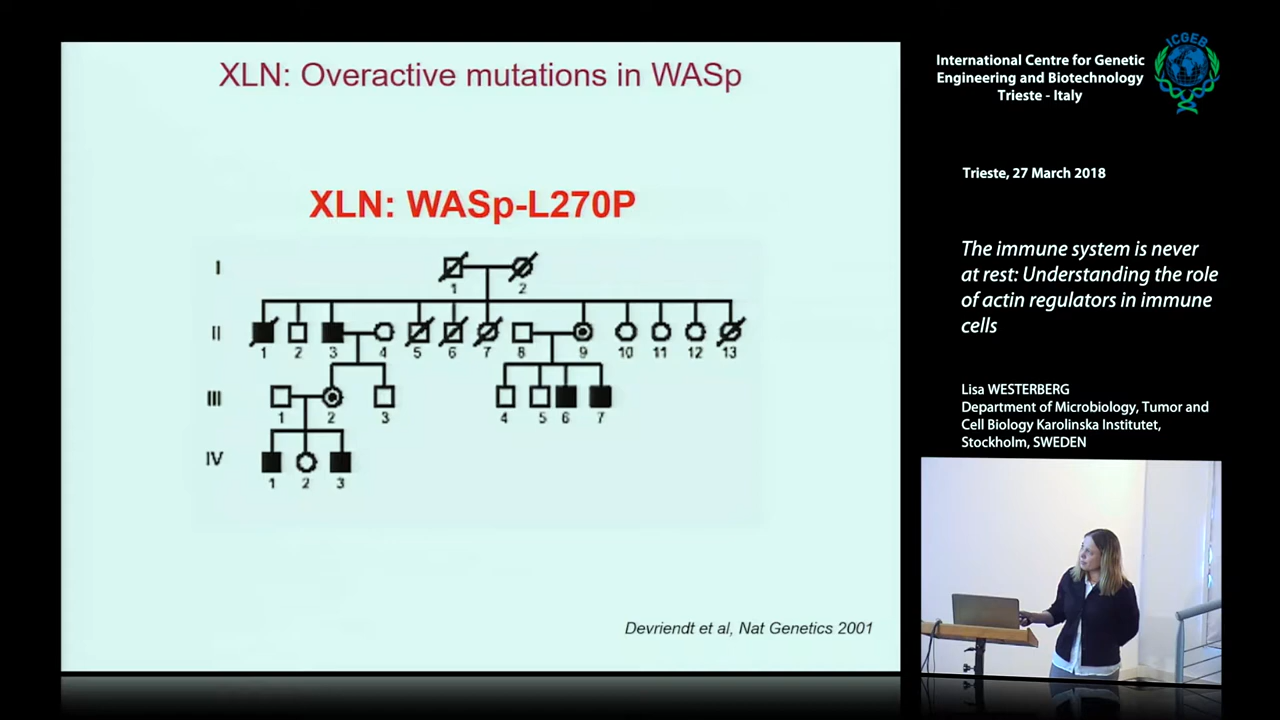 XLN: Overactive mutations in WASp
XLN: WASp-L270P
I
1 2
II
1 2 3 4 5 6 7 8 9 10 11 12 13
III
1 2 3 4 5 6 7
IV
1 2 3
Devriendt et al, Nat Genetics 2001
International Centre for Genetic
Engineering and Biotechnology
Trieste - Italy
ICGEB
Trieste, 27 March 2018
The immune system is never
at rest: Understanding the role
of actin regulators in immune
cells
Lisa WESTERBERG
Department of Microbiology, Tumor and
Cell Biology Karolinska Institutet,
Stockholm, SWEDEN